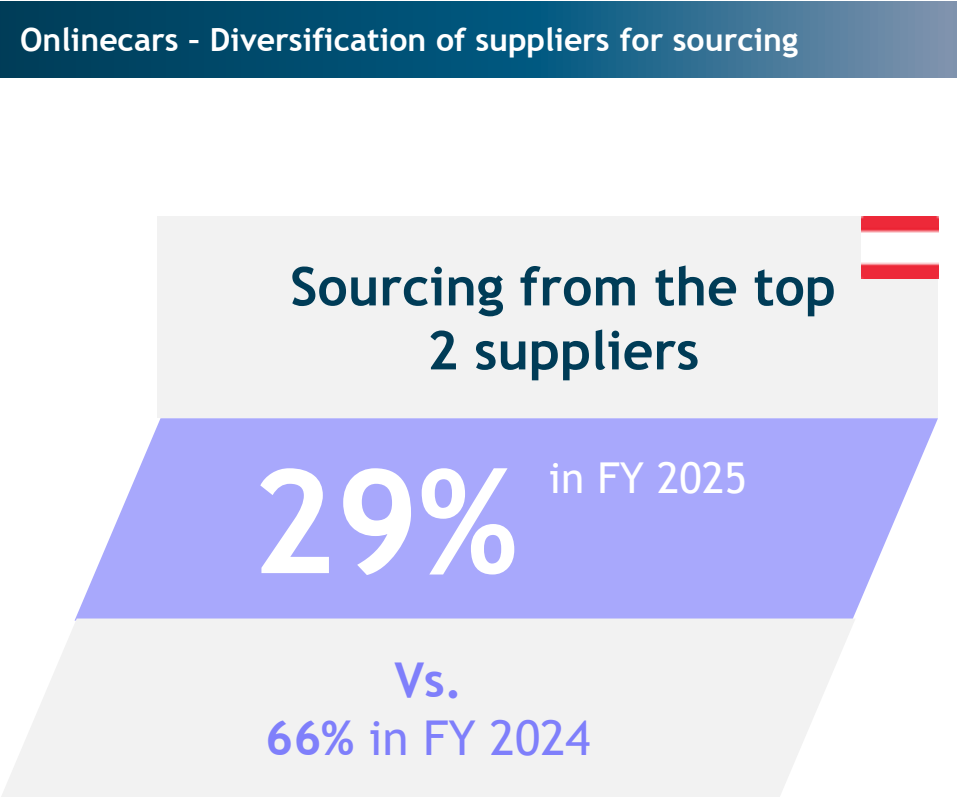 Onlinecars – Diversification of suppliers for sourcing
Sourcing from the top
2 suppliers
29% in FY 2025
Vs.
66% in FY 2024